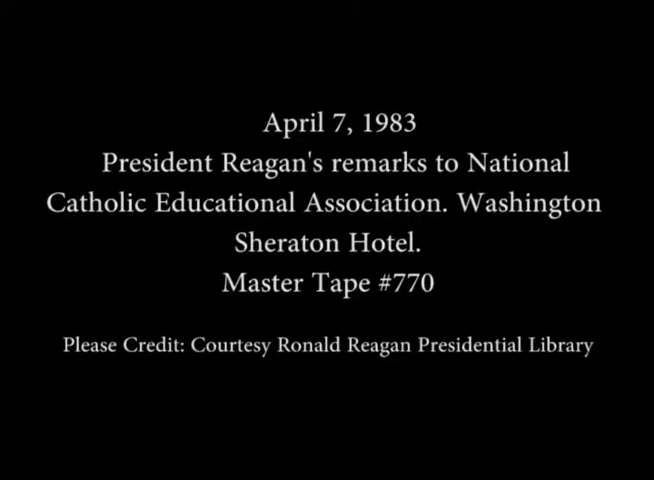 April 7, 1983
President Reagan's remarks to National
Catholic Educational Association. Washington
Sheraton Hotel.
Master Tape #770
Please Credit: Courtesy Ronald Reagan Presidential Library